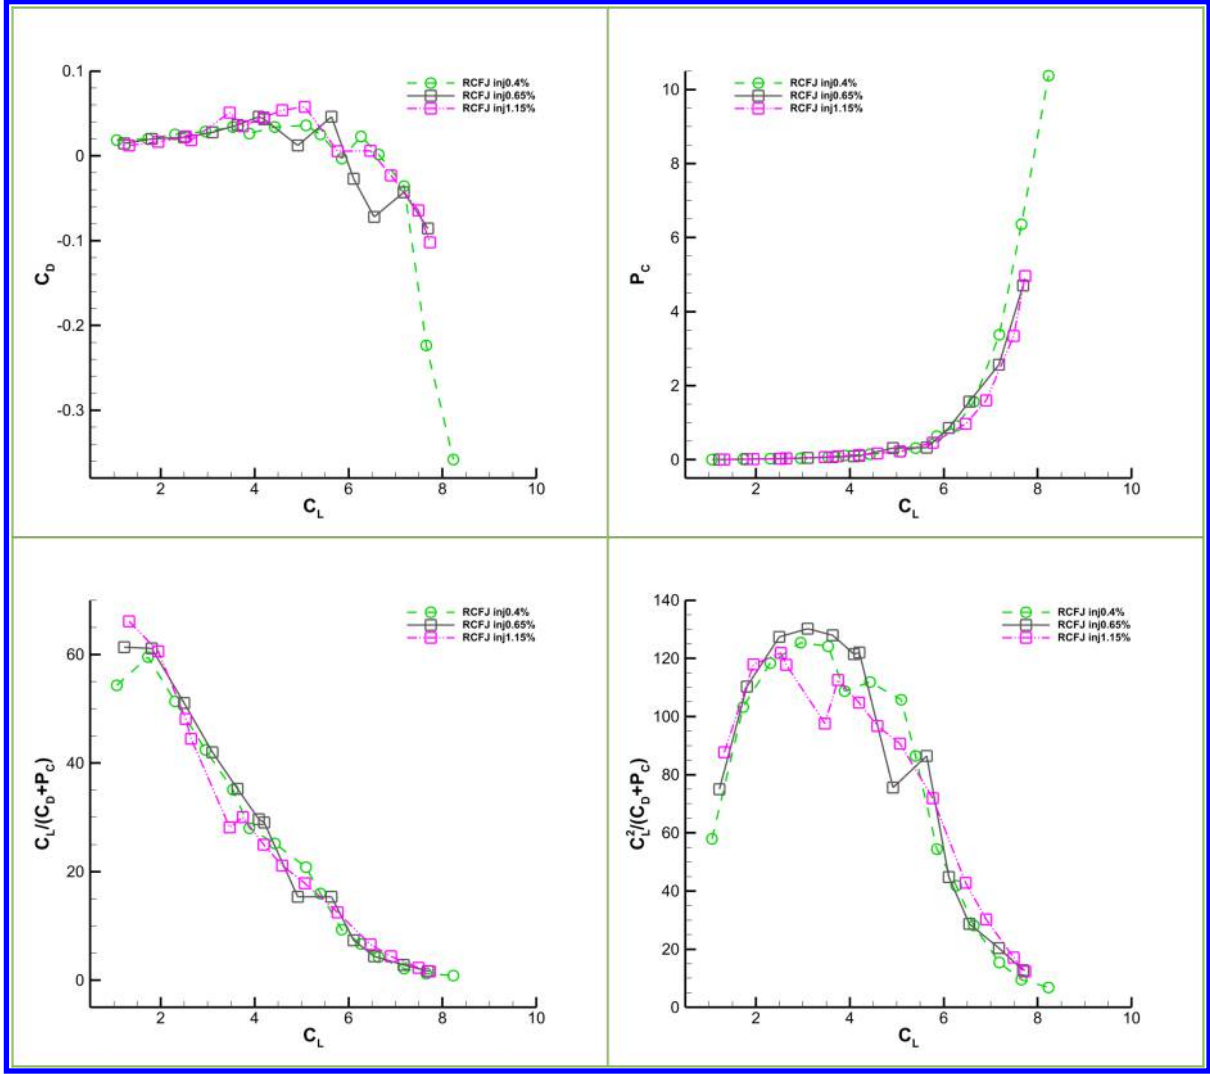 0.1
0
-0.1
-0.2
-0.3
C_D
2 4 6 8 10
C_L
RCFJ inj0.4%
RCFJ inj0.65%
RCFJ inj1.15%
10
8
6
4
2
0
P_C
2 4 6 8 10
C_L
RCFJ inj0.4%
RCFJ inj0.65%
RCFJ inj1.15%
60
40
20
0
C_L/(C_D+P_C)
2 4 6 8 10
C_L
RCFJ inj0.4%
RCFJ inj0.65%
RCFJ inj1.15%
140
120
100
80
60
40
20
0
C_L^2/(C_D+P_C)
2 4 6 8 10
C_L
RCFJ inj0.4%
RCFJ inj0.65%
RCFJ inj1.15%